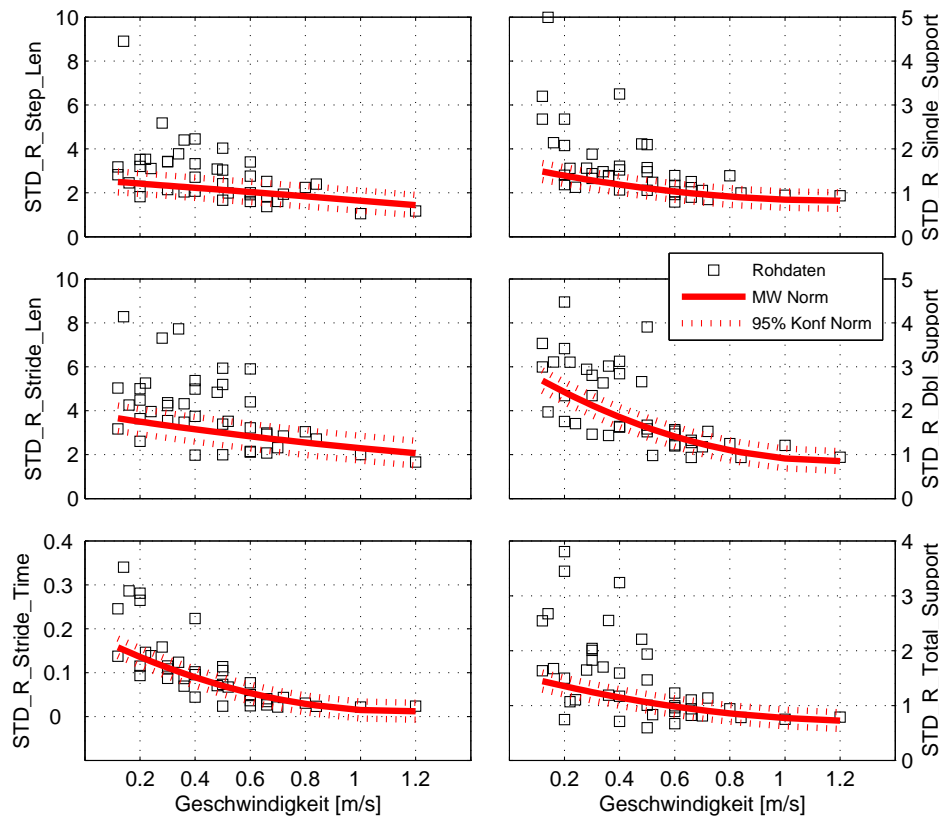 10
8
6
4
2
0
STD_R_Step_Len
5
4
3
2
1
0
STD_R_Single_Support
10
8
6
4
2
0
STD_R_Stride_Len
Rohdaten
MW Norm
95% Konf Norm
5
4
3
2
1
0
STD_R_Dbl_Support
0.4
0.3
0.2
0.1
0
STD_R_Stride_Time
0.2 0.4 0.6 0.8 1 1.2
Geschwindigkeit [m/s]
4
3
2
1
0
STD_R_Total_Support
0.2 0.4 0.6 0.8 1 1.2
Geschwindigkeit [m/s]